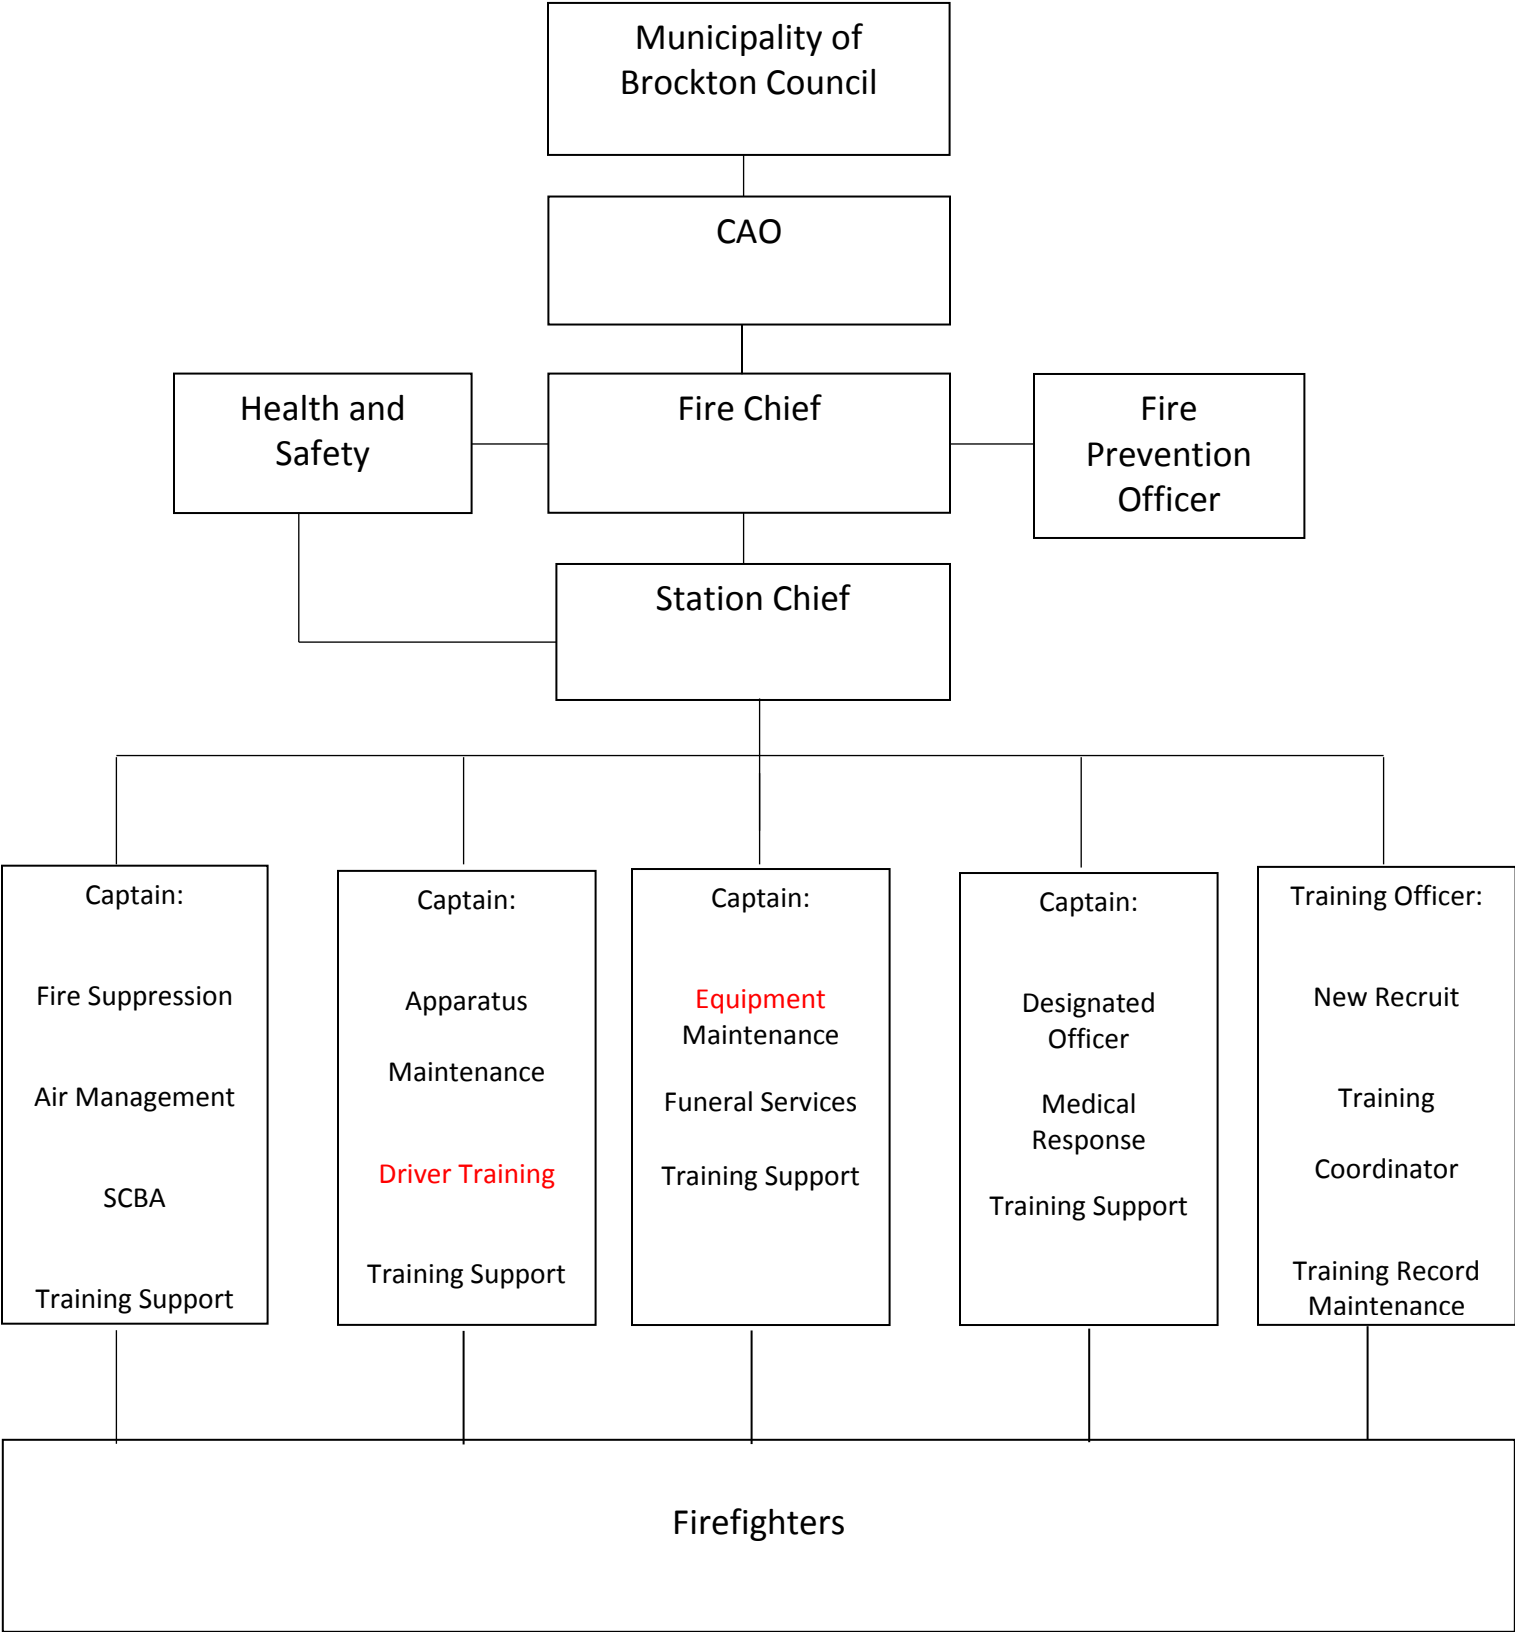 Municipality of
Brockton Council
CAO
Health and
Safety
Fire Chief
Fire
Prevention
Officer
Station Chief
Captain:
Fire Suppression
Air Management
SCBA
Training Support
Captain:
Apparatus
Maintenance
Driver Training
Training Support
Captain:
Equipment
Maintenance
Funeral Services
Training Support
Captain:
Designated
Officer
Medical
Response
Training Support
Training Officer:
New Recruit
Training
Coordinator
Training Record
Maintenance
Firefighters